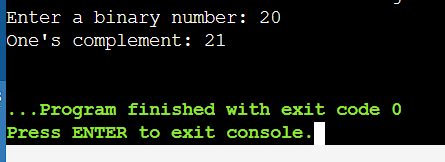 Enter a binary number: 20
One's complement: 21
...Program finished with exit code 0
Press ENTER to exit console.